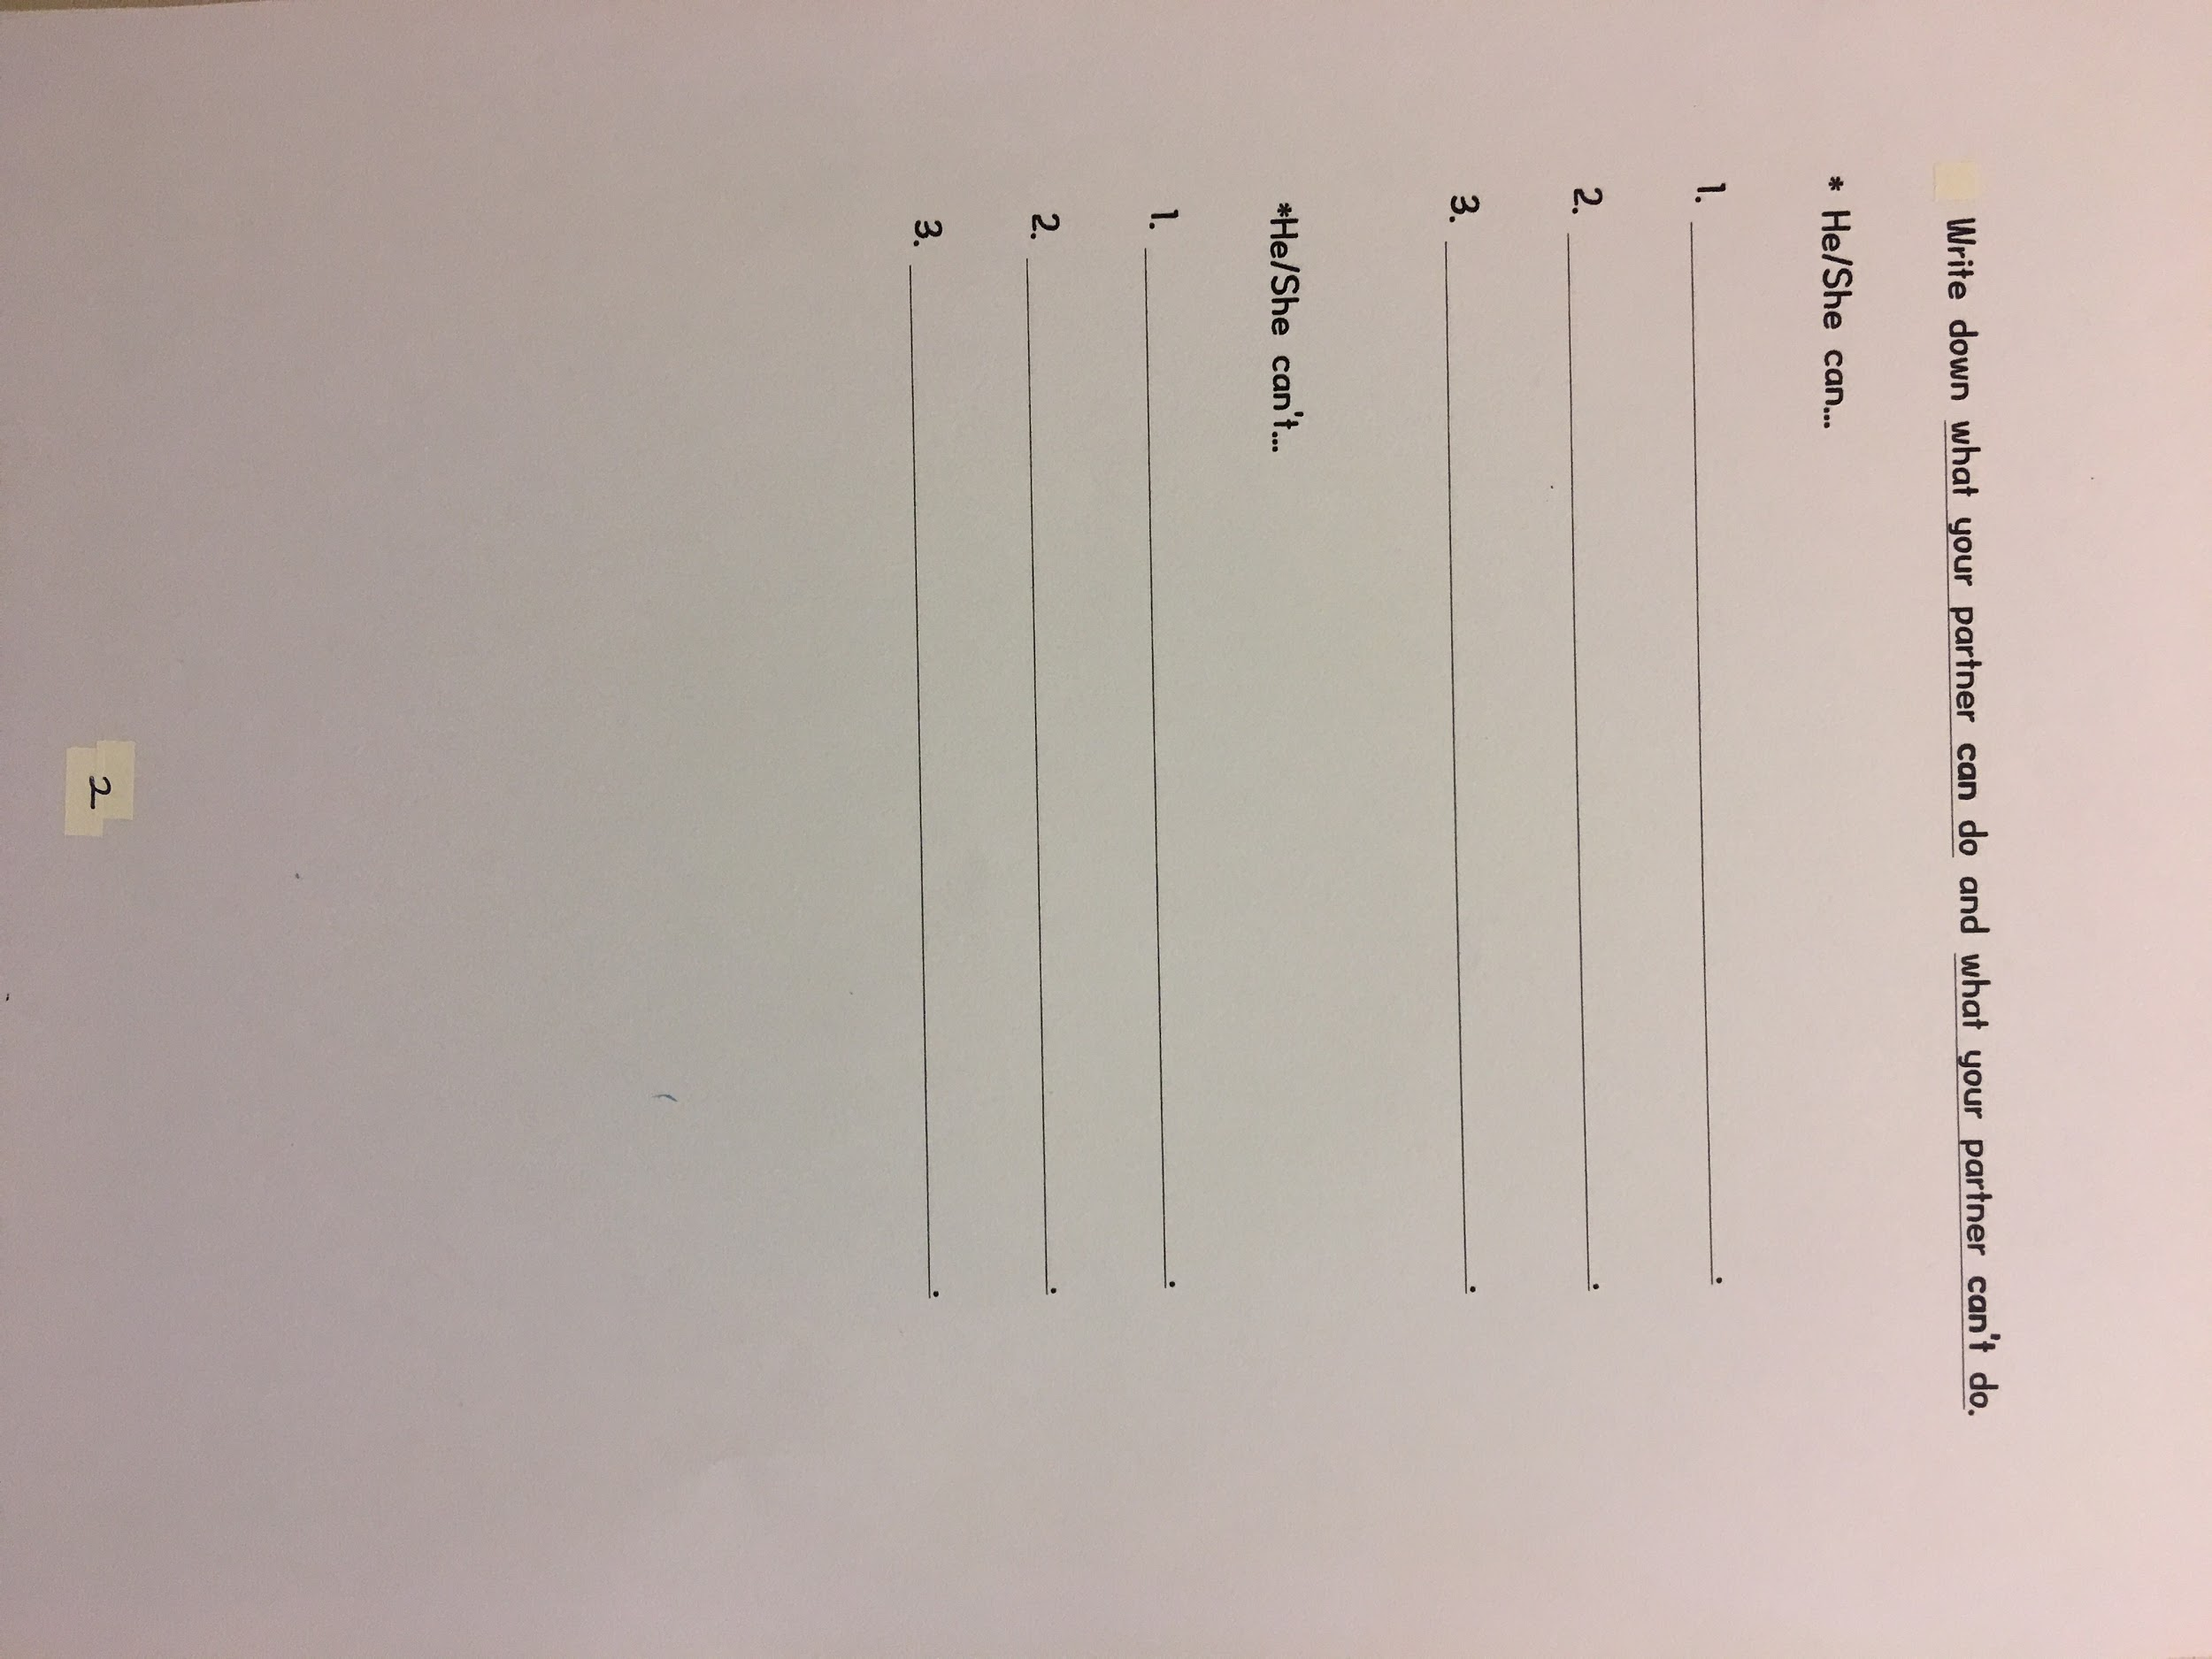 Write down what your partner can do and what your partner can't do.
* He/She can...
1. .
2. .
3. .
*He/She can't...
1. .
2. .
3. .
2